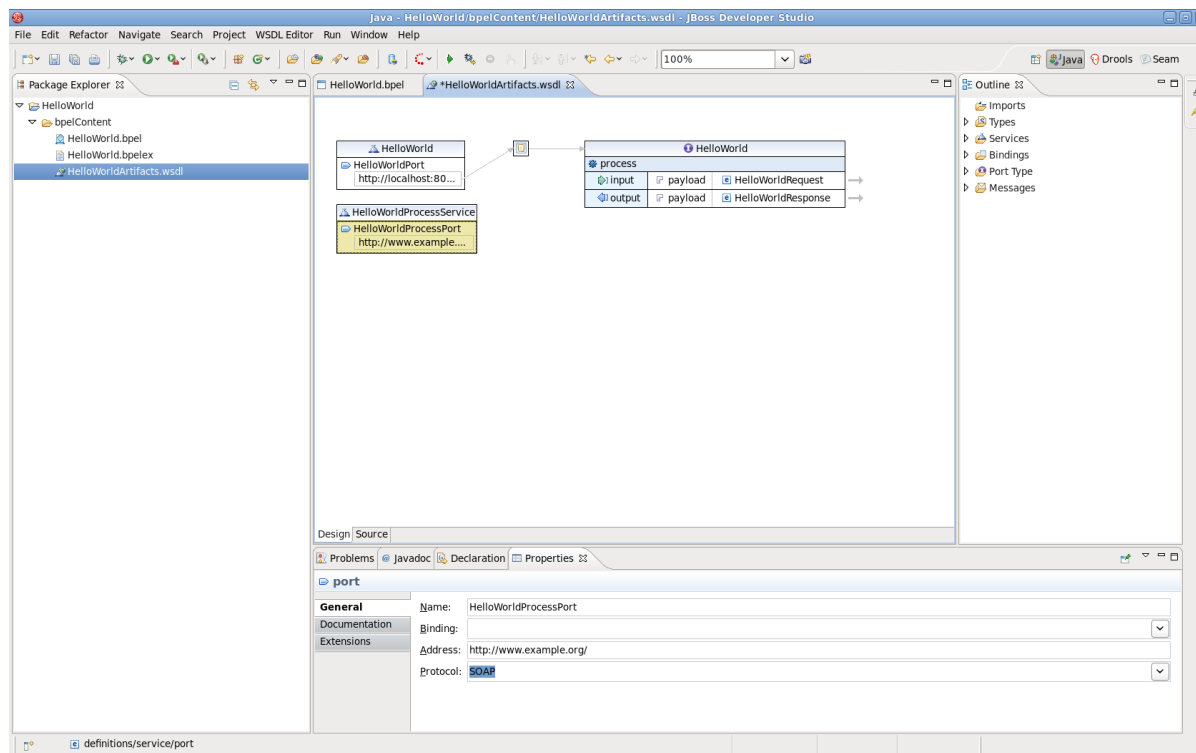 Java - HelloWorld/bpelContent/HelloWorldArtifacts.wsdl - JBoss Developer Studio
File Edit Refactor Navigate Search Project WSDL Editor Run Window Help
100% Java Drools Seam
Package Explorer
HelloWorld
bpelContent
HelloWorld.bpel
HelloWorld.bpelex
HelloWorldArtifacts.wsdl
HelloWorld.bpel *HelloWorldArtifacts.wsdl
HelloWorld
HelloWorldPort
http://localhost:80...
HelloWorldProcessService
HelloWorldProcessPort
http://www.example....
HelloWorld
process
input payload HelloWorldRequest
output payload HelloWorldResponse
Design Source
Outline
Imports
Types
Services
Bindings
Port Type
Messages
Problems Javadoc Declaration Properties
port
General
Documentation
Extensions
Name: HelloWorldProcessPort
Binding:
Address: http://www.example.org/
Protocol: SOAP
definitions/service/port